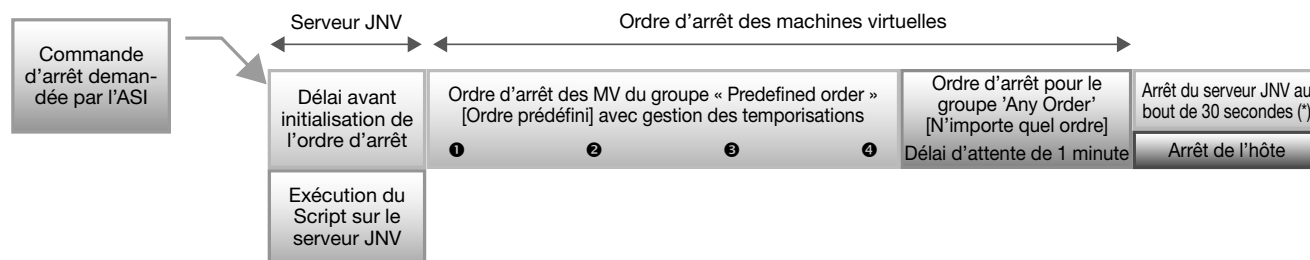 Serveur JNV
Ordre d'arrêt des machines virtuelles
Commande
d'arrêt deman-
dée par l'ASI
Délai avant
initialisation de
l'ordre d'arrêt
Ordre d'arrêt des MV du groupe « Predefined order »
[Ordre prédéfini] avec gestion des temporisations
❶ ❷ ❸ ❹
Ordre d'arrêt pour le
groupe 'Any Order'
[N'importe quel ordre]
Délai d'attente de 1 minute
Arrêt du serveur JNV au
bout de 30 secondes (*)
Arrêt de l'hôte
Exécution du
Script sur le
serveur JNV